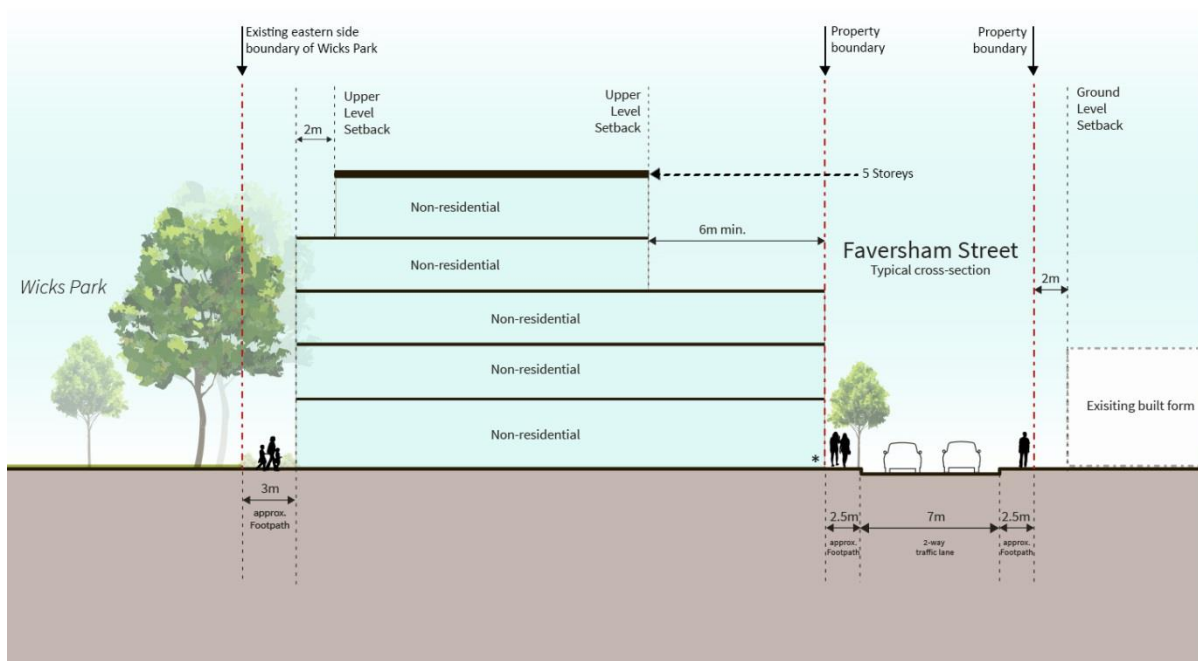 Existing eastern side
boundary of Wicks Park
Property
boundary
Property
boundary
Upper
Level
Setback
Upper
Level
Setback
Ground
Level
Setback
2m
5 Storeys
Non-residential
6m min.
Faversham Street
Typical cross-section
Non-residential
2m
Wicks Park
Non-residential
Non-residential
Exisiting built form
Non-residential
*
3m
approx.
Footpath
2.5m
approx.
Footpath
7m
2-way
traffic lane
2.5m
approx.
Footpath